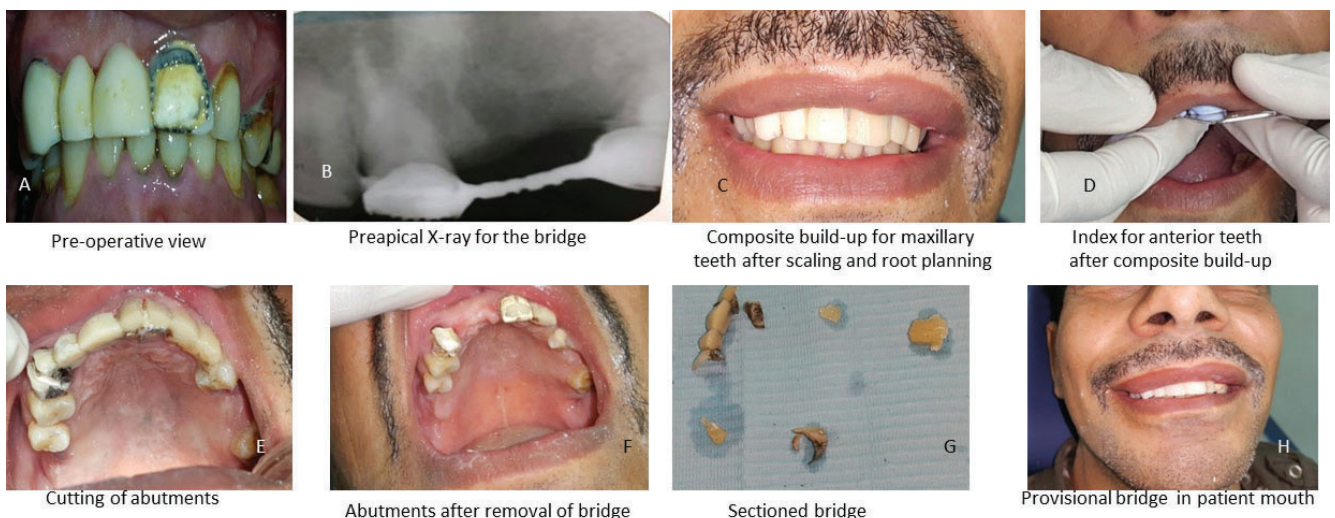 A
B
C
D
Pre-operative view
Preapical X-ray for the bridge
Composite build-up for maxillary
teeth after scaling and root planning
Index for anterior teeth
after composite build-up
E
F
G
H
Cutting of abutments
Abutments after removal of bridge
Sectioned bridge
Provisional bridge in patient mouth